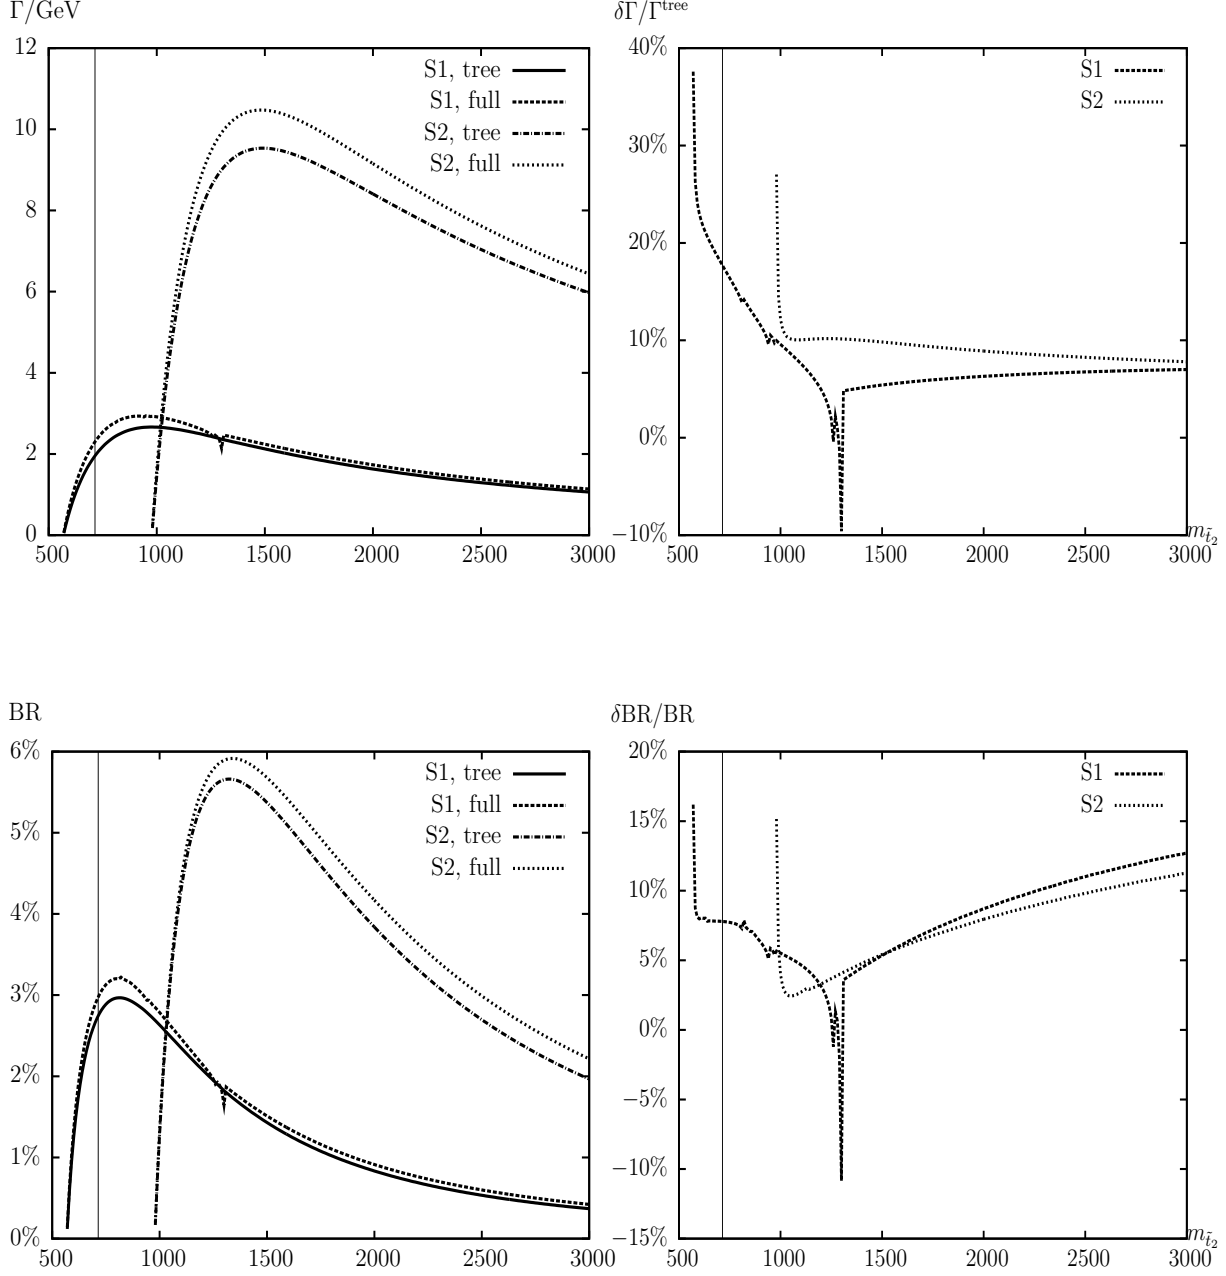 Γ/GeV
12
10
8
6
4
2
0
500 1000 1500 2000 2500 3000
S1, tree
S1, full
S2, tree
S2, full
δΓ/Γ^tree
40%
30%
20%
10%
0%
−10%
500 1000 1500 2000 2500 3000
m_t̃₂
S1
S2
BR
6%
5%
4%
3%
2%
1%
0%
500 1000 1500 2000 2500 3000
S1, tree
S1, full
S2, tree
S2, full
δBR/BR
20%
15%
10%
5%
0%
−5%
−10%
−15%
500 1000 1500 2000 2500 3000
m_t̃₂
S1
S2